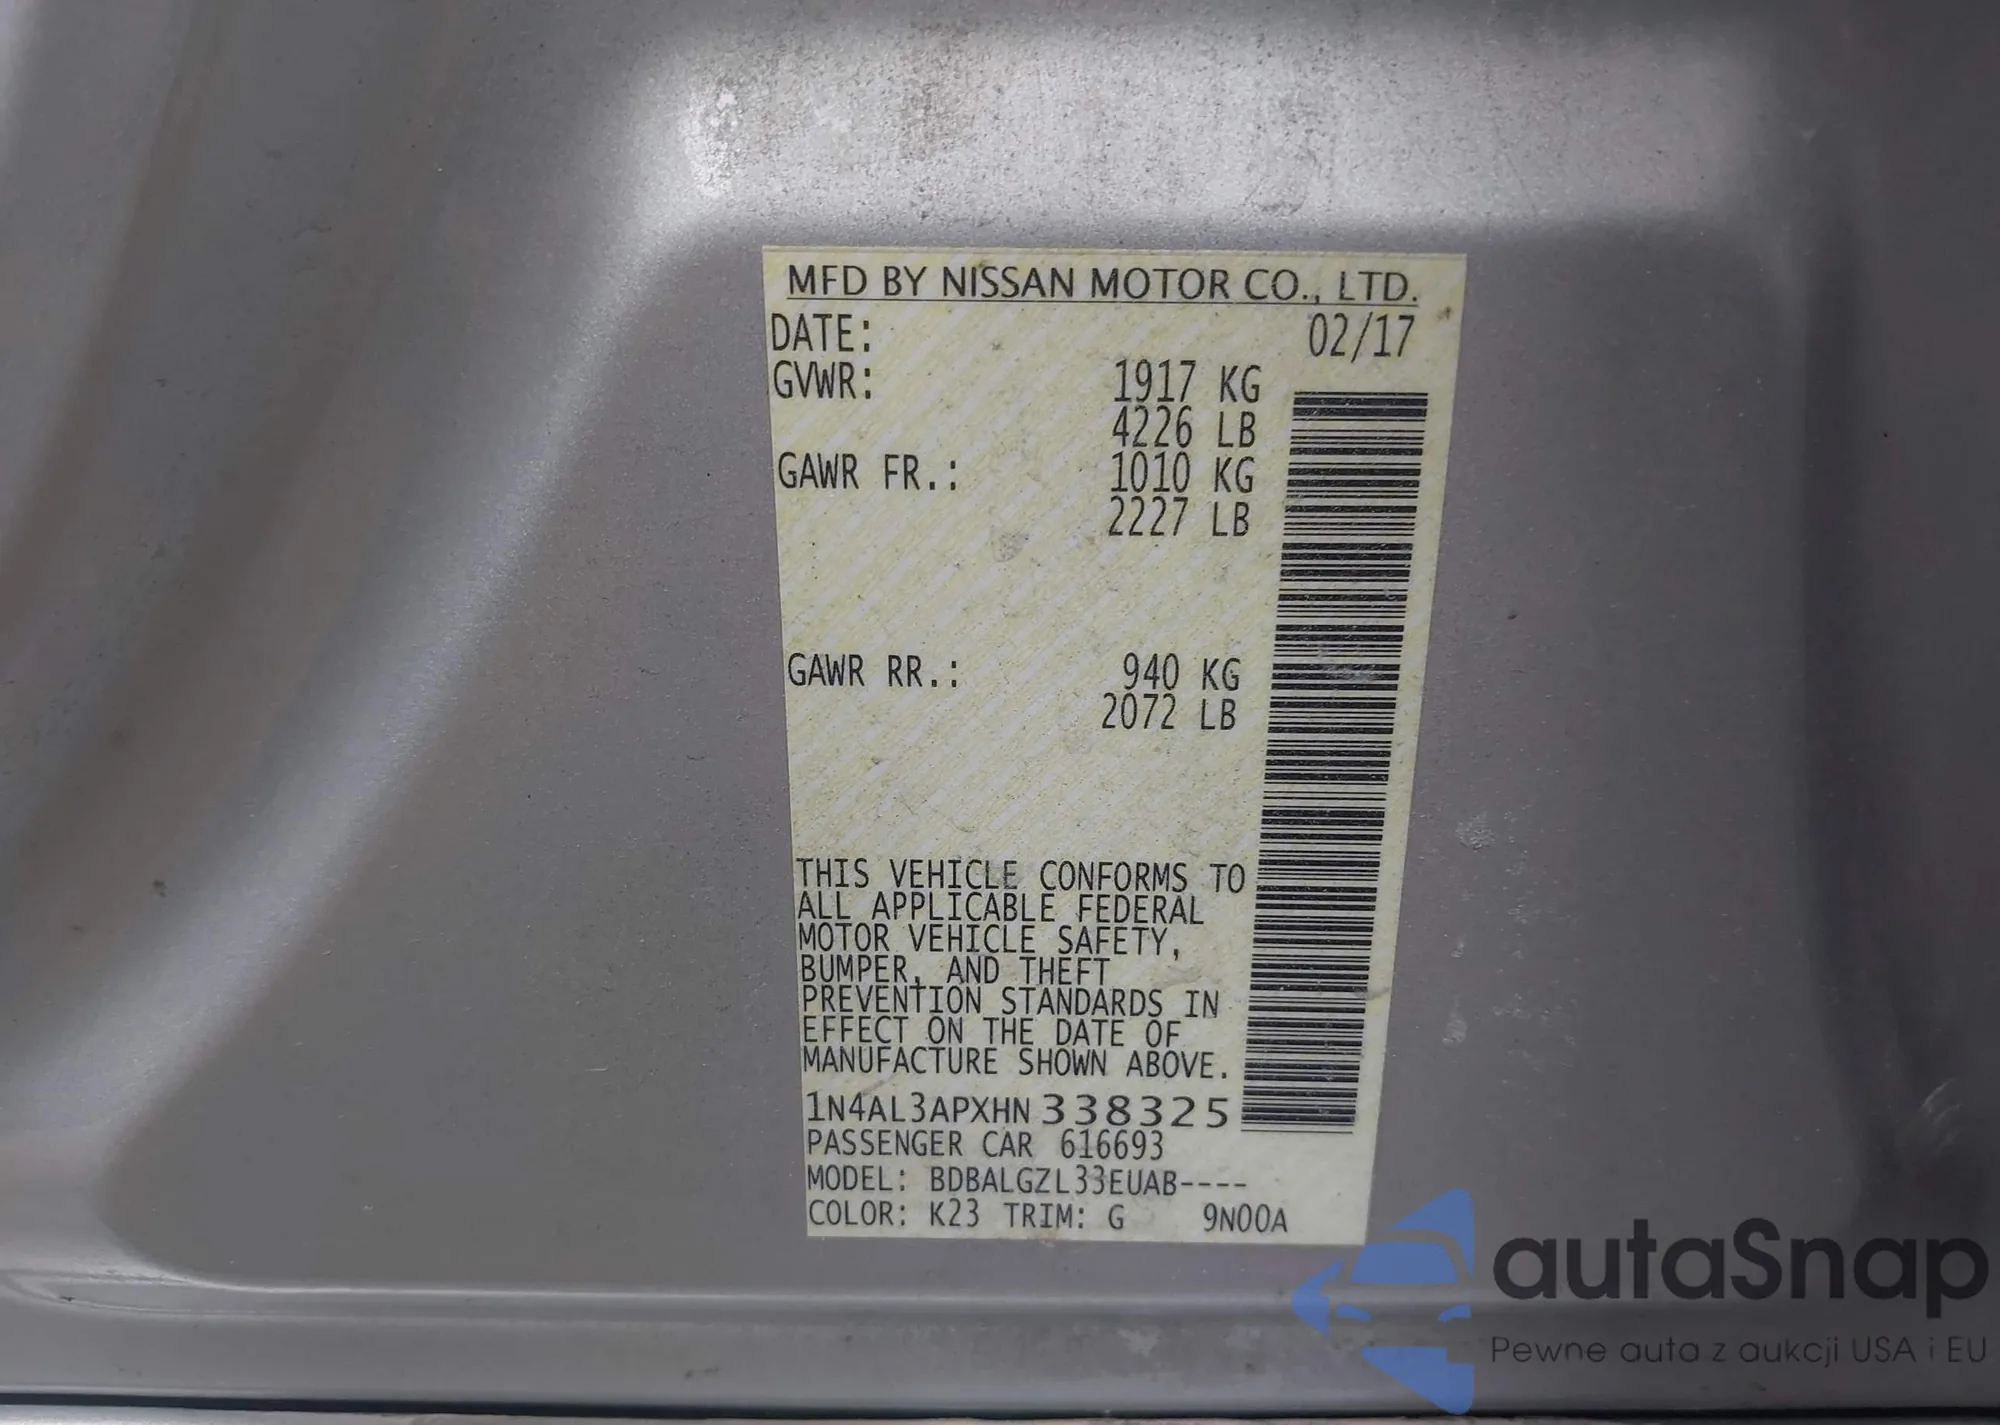 MFD BY NISSAN MOTOR CO., LTD.
DATE: 02/17
GVWR: 1917 KG
4226 LB
GAWR FR.: 1010 KG
2227 LB
GAWR RR.: 940 KG
2072 LB
THIS VEHICLE CONFORMS TO
ALL APPLICABLE FEDERAL
MOTOR VEHICLE SAFETY,
BUMPER, AND THEFT
PREVENTION STANDARDS IN
EFFECT ON THE DATE OF
MANUFACTURE SHOWN ABOVE.
1N4AL3APXHN338325
PASSENGER CAR 616693
MODEL: BDBALGZL33EUAB----
COLOR: K23 TRIM: G 9N00A
autaSnap
Pewne auta z aukcji USA i EU